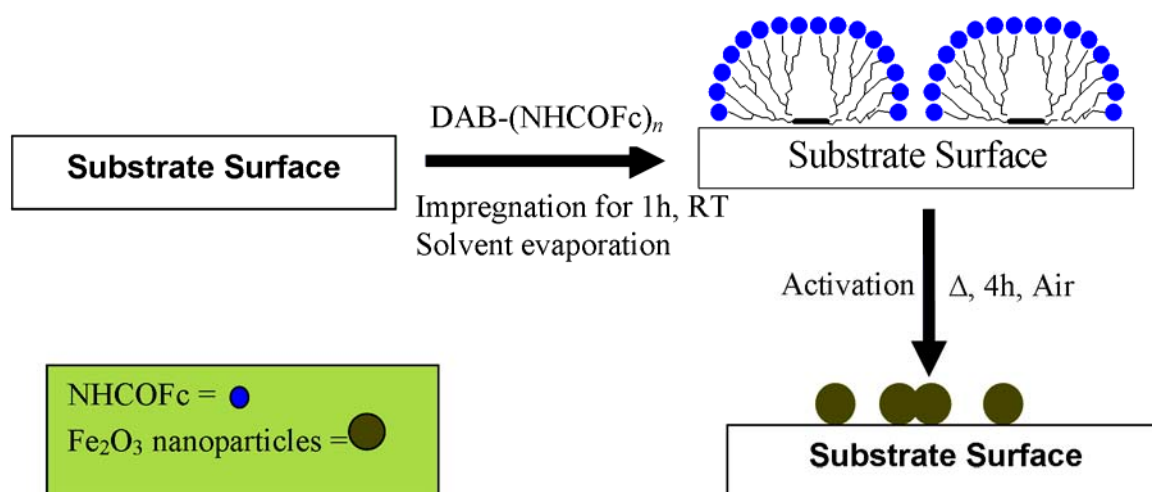 Substrate Surface
DAB-(NHCOFc)ₙ
Impregnation for 1h, RT
Solvent evaporation
Substrate Surface
Activation Δ, 4h, Air
NHCOFc =
Fe₂O₃ nanoparticles =
Substrate Surface